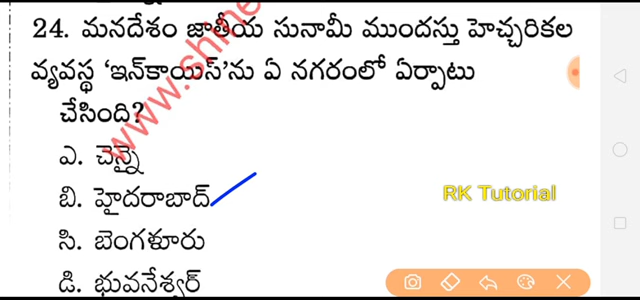 24. మనదేశం జాతీయ సునామీ ముందస్తు హెచ్చరికల
వ్యవస్థ 'ఇన్‌కాయిస్'ను ఏ నగరంలో ఏర్పాటు
చేసింది?
ఎ. చెన్నై
బి. హైదరాబాద్
సి. బెంగళూరు
డి. భువనేశ్వర్
RK Tutorial